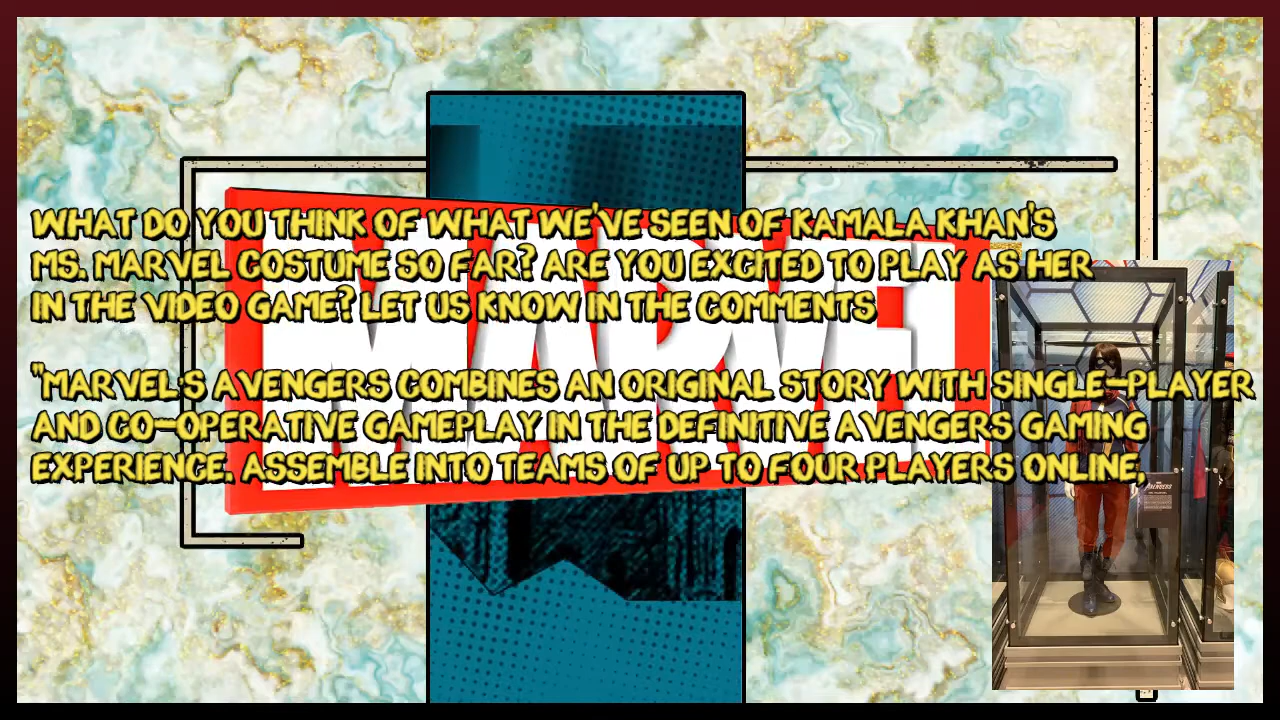 WHAT DO YOU THINK OF WHAT WE'VE SEEN OF KAMALA KHAN'S
MS. MARVEL COSTUME SO FAR? ARE YOU EXCITED TO PLAY AS HER
IN THE VIDEO GAME? LET US KNOW IN THE COMMENTS
"MARVEL'S AVENGERS COMBINES AN ORIGINAL STORY WITH SINGLE-PLAYER
AND CO-OPERATIVE GAMEPLAY IN THE DEFINITIVE AVENGERS GAMING
EXPERIENCE. ASSEMBLE INTO TEAMS OF UP TO FOUR PLAYERS ONLINE,
MARVEL
AVENGERS